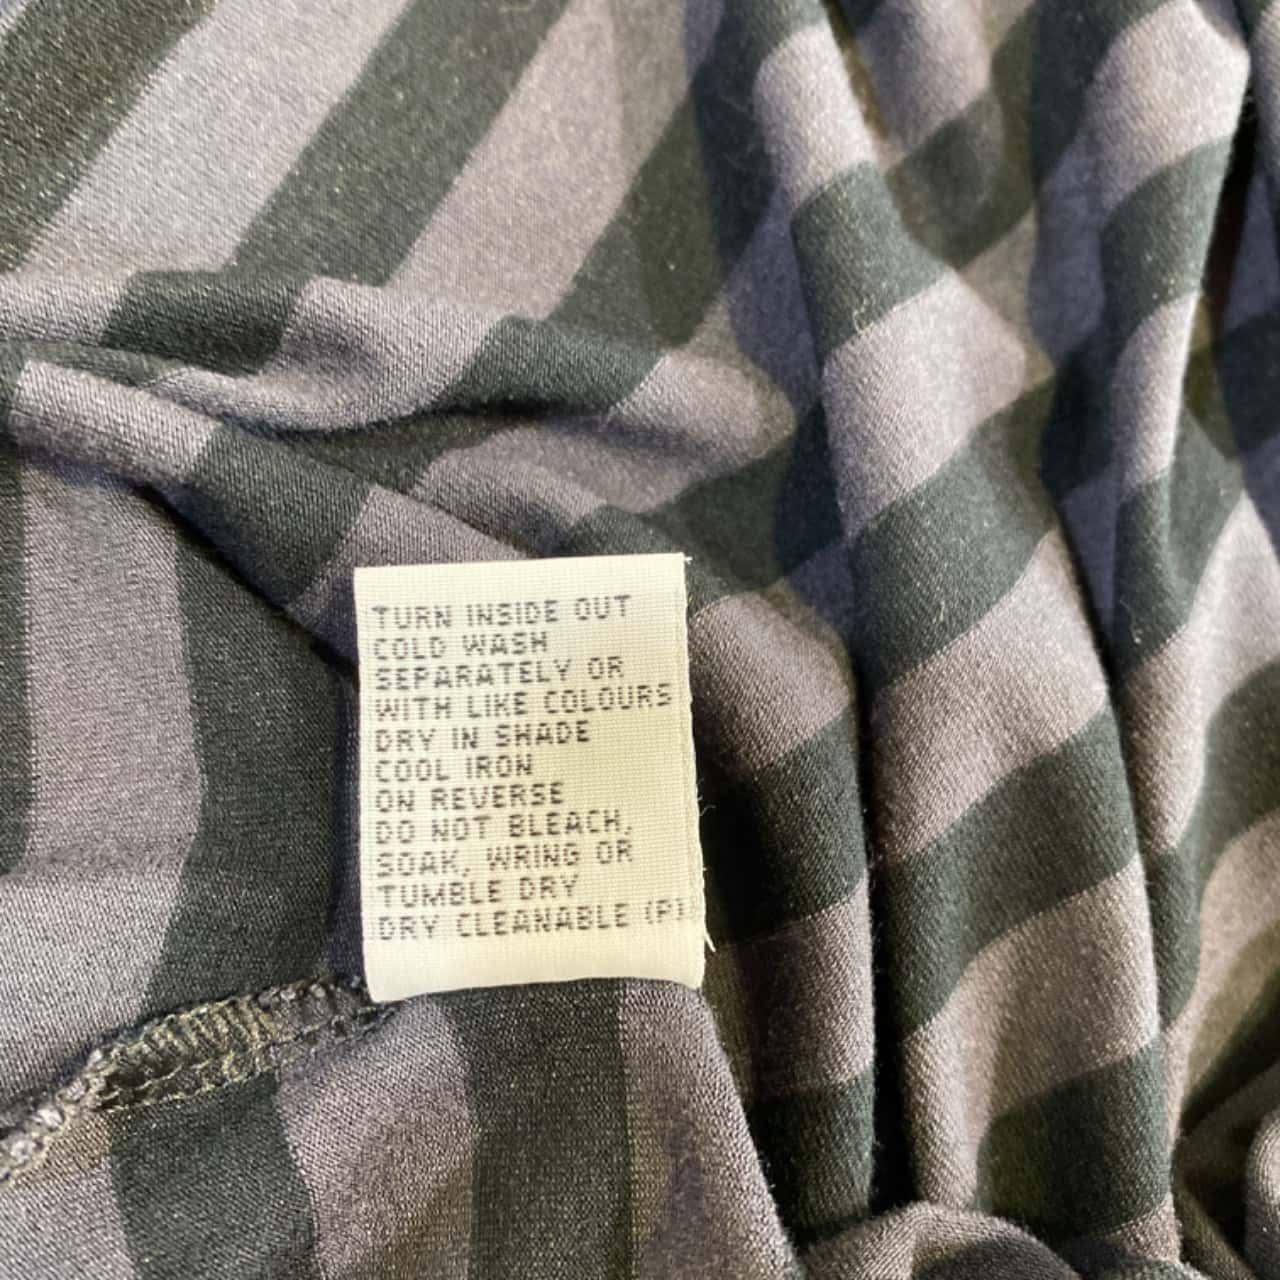 TURN INSIDE OUT
COLD WASH
SEPARATELY OR
WITH LIKE COLOURS
DRY IN SHADE
COOL IRON
ON REVERSE
DO NOT BLEACH,
SOAK, WRING OR
TUMBLE DRY
DRY CLEANABLE (P)